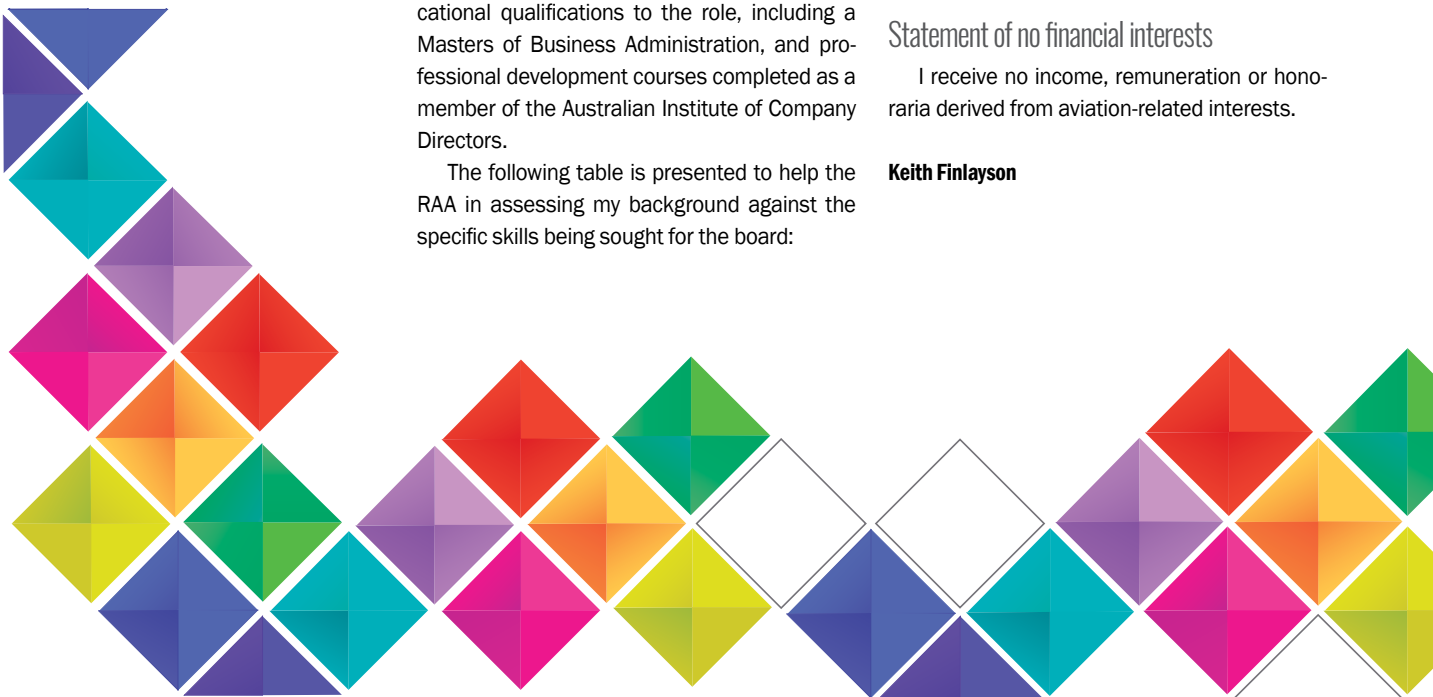 cational qualifications to the role, including a
Masters of Business Administration, and pro-
fessional development courses completed as a
member of the Australian Institute of Company
Directors.
The following table is presented to help the
RAA in assessing my background against the
specific skills being sought for the board:
Statement of no financial interests
I receive no income, remuneration or hono-
raria derived from aviation-related interests.
Keith Finlayson